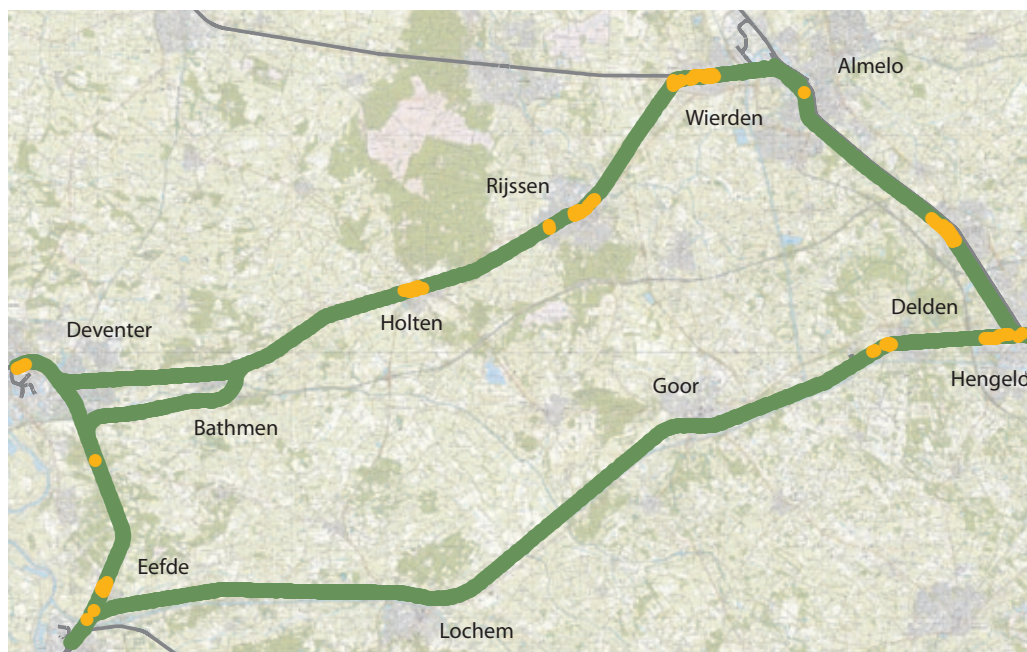 Almelo
Wierden
Rijssen
Delden
Holten
Deventer
Hengelo
Goor
Bathmen
Eefde
Lochem